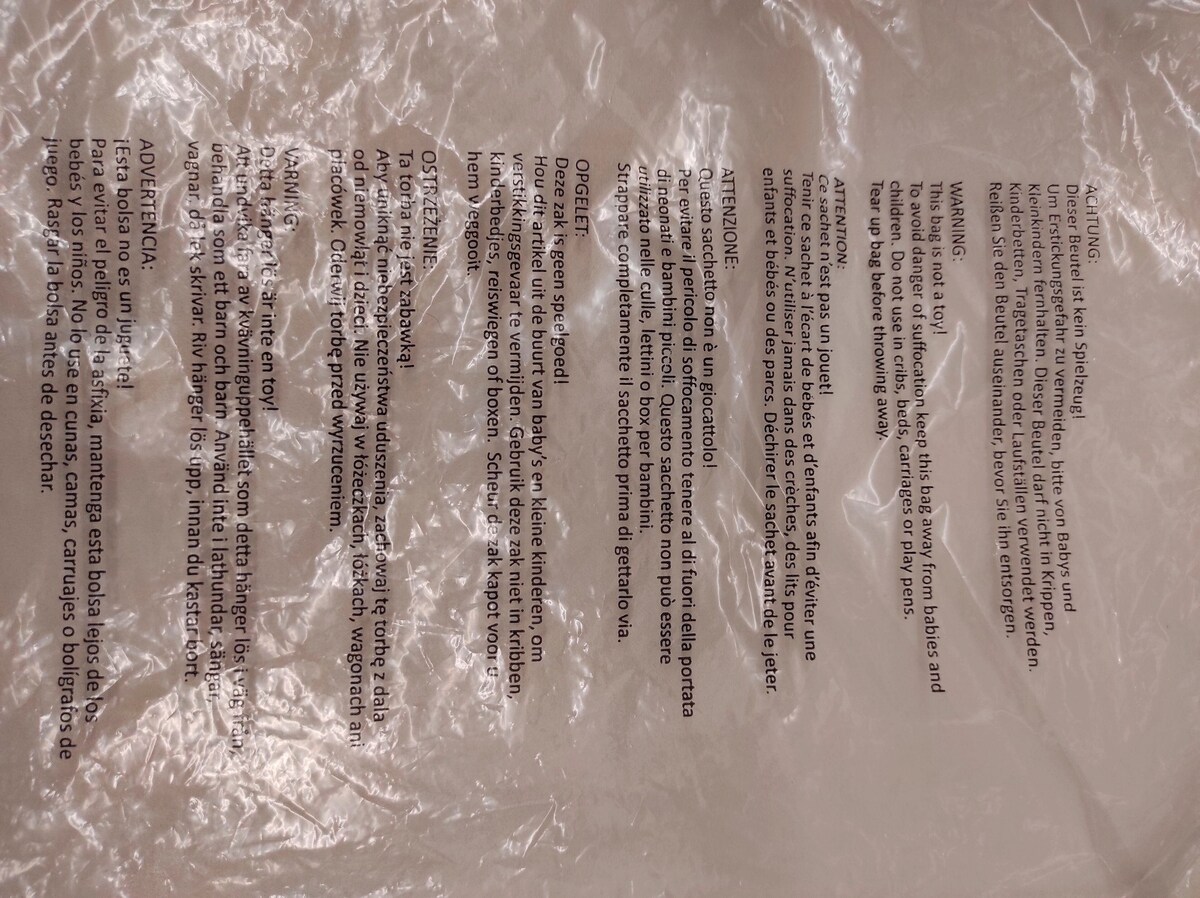 ACHTUNG:
Dieser Beutel ist kein Spielzeug!
Um Erstickungsgefahr zu vermeiden, bitte von Babys und
Kleinkindern fernhalten. Dieser Beutel darf nicht in Krippen,
Kinderbetten, Tragetaschen oder Laufställen verwendet werden.
Reißen Sie den Beutel auseinander, bevor Sie ihn entsorgen.
WARNING:
This bag is not a toy!
To avoid danger of suffocation keep this bag away from babies and
children. Do not use in cribs, beds, carriages or play pens.
Tear up bag before throwing away.
ATTENTION:
Ce sachet n'est pas un jouet!
Tenir ce sachet à l'écart de bébés et d'enfants afin d'éviter une
suffocation. N'utiliser jamais dans des crèches, des lits pour
enfants et bébés ou des parcs. Déchirer le sachet avant de le jeter.
ATTENZIONE:
Questo sacchetto non è un giocattolo!
Per evitare il pericolo di soffocamento tenere al di fuori della portata
di neonati e bambini piccoli. Questo sacchetto non può essere
utilizzato nelle culle, lettini o box per bambini.
Strappare completamente il sacchetto prima di gettarlo via.
OPGELET:
Deze zak is geen speelgoed!
Hou dit artikel uit de buurt van baby's en kleine kinderen, om
verstikkingsgevaar te vermijden. Gebruik deze zak niet in kribben,
kinderbedjes, reiswiegen of boxen. Scheur de zak kapot voor u
hem weggooit.
OSTRZEŻENIE:
Ta torba nie jest zabawką!
Aby uniknąć niebezpieczeństwa uduszenia, zachowaj tę torbę z dala
od niemowląt i dzieci. Nie używaj w łóżeczkach, łóżkach, wagonach ani
placówek. Oderwij torbę przed wyrzuceniem.
VARNING:
Detta hänger lös är inte en toy!
Att undvika fara av kvävninguppehållet som detta hänger lös i väg från,
behandla som ett barn och barn. Använd inte i lathundar, sängar,
vagnar då lek skrivar. Riv hänger lös upp, innan du kastar bort.
ADVERTENCIA:
¡Esta bolsa no es un juguete!
Para evitar el peligro de la asfixia, mantenga esta bolsa lejos de los
bebés y los niños. No lo use en cunas, camas, carruajes o bolígrafos de
juego. Rasgar la bolsa antes de desechar.